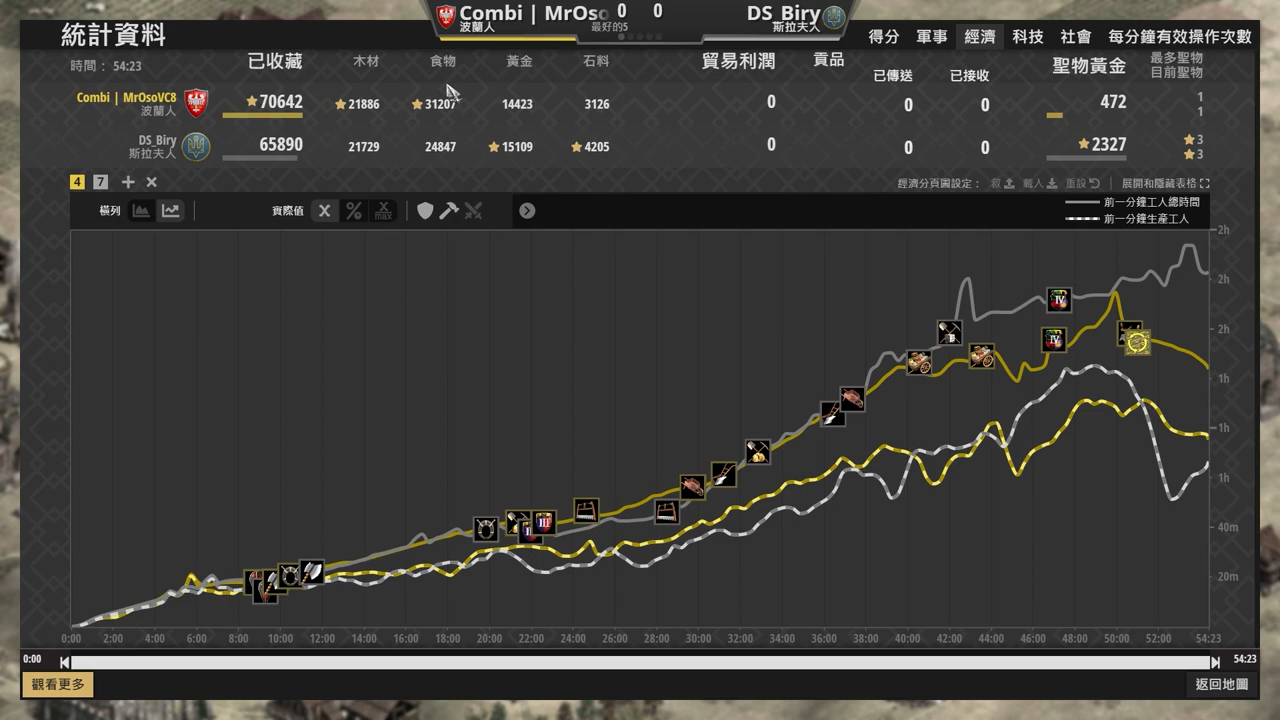 Combi | MrOso 0 0 DS_Biry
波蘭人 最好的5 斯拉夫人
統計資料
得分 軍事 經濟 科技 社會 每分鐘有效操作次數
時間： 54:23
已收藏 木材 食物 黃金 石料 貿易利潤 貢品 已傳送 已接收 聖物黃金 最多聖物
目前聖物
Combi | MrOsoVC8 70642 21886 31207 14423 3126 0 0 0 472 1
波蘭人 1
DS_Biry 65890 21729 24847 15109 4205 0 0 0 2327 3
斯拉夫人 3
4 7
經濟分頁圖設定： 載入 重設 展開和隱藏表格
橫列 實際值 X % X max
前一分鐘工人總時間
前一分鐘生產工人
2h
2h
2h
1h
1h
1h
40m
20m
0:00 2:00 4:00 6:00 8:00 10:00 12:00 14:00 16:00 18:00 20:00 22:00 24:00 26:00 28:00 30:00 32:00 34:00 36:00 38:00 40:00 42:00 44:00 46:00 48:00 50:00 52:00 54:23
0:00 54:23
觀看更多 返回地圖